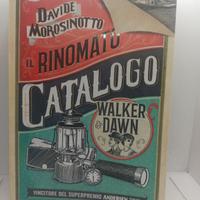 DAVIDE
MOROSINOTTO
IL RINOMATO
CATALOGO
WALKER
& DAWN
VINCITORE DEL SUPERPREMIO ANDERSEN